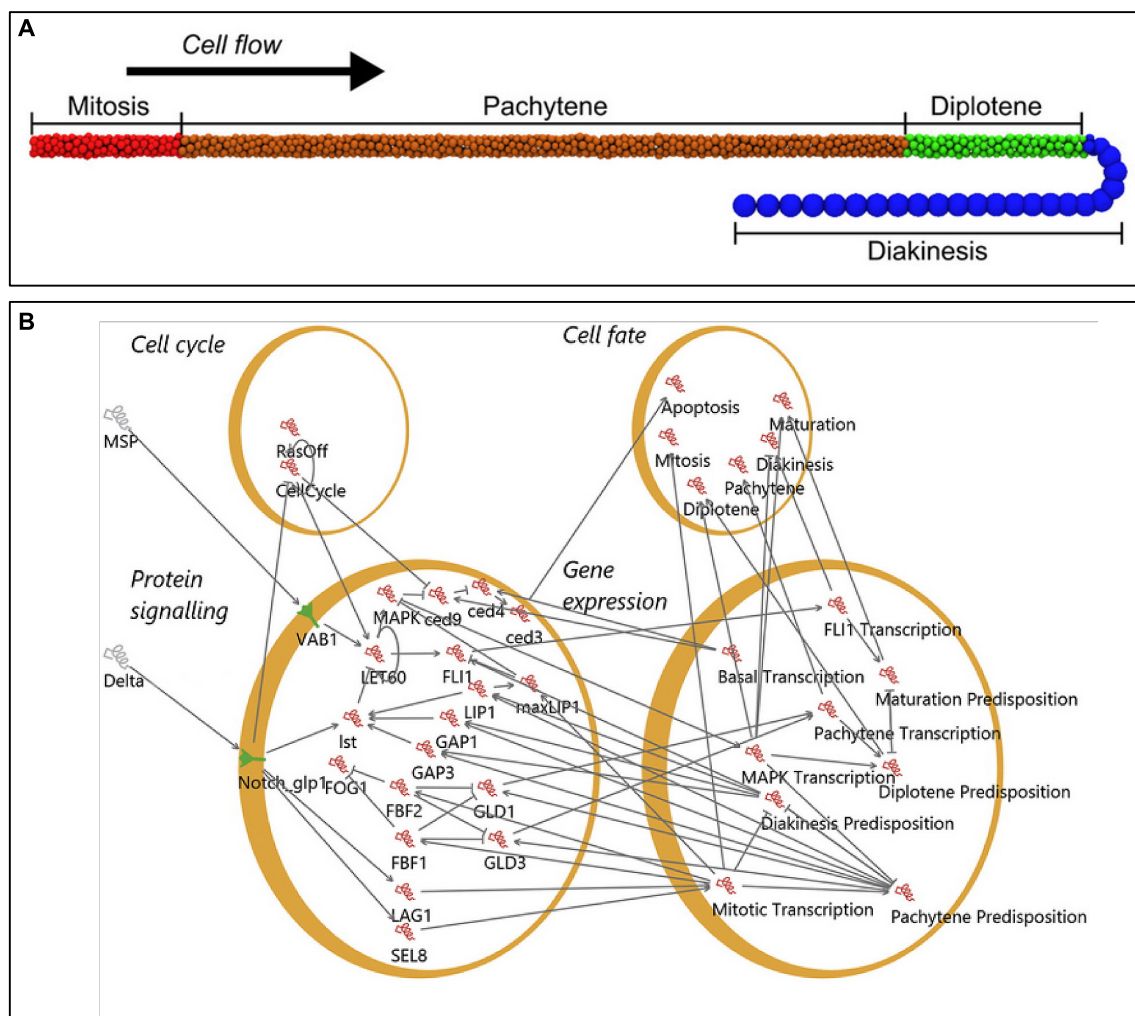 A
Cell flow
Mitosis
Pachytene
Diplotene
Diakinesis
B
Cell cycle
Cell fate
MSP
RasOff
CellCycle
Apoptosis
Maturation
Mitosis
Diakinesis
Pachytene
Diplotene
Protein
signalling
Gene
expression
VAB1
MAPK
ced9
ced4
ced3
FLI1 Transcription
Delta
LET60
FLI1
maxLIP1
Basal Transcription
Maturation Predisposition
LIP1
Pachytene Transcription
lst
GAP1
Notch_glp1
FOG1
GAP3
MAPK Transcription
Diplotene Predisposition
FBF2
GLD1
Diakinesis Predisposition
FBF1
GLD3
LAG1
Mitotic Transcription
Pachytene Predisposition
SEL8